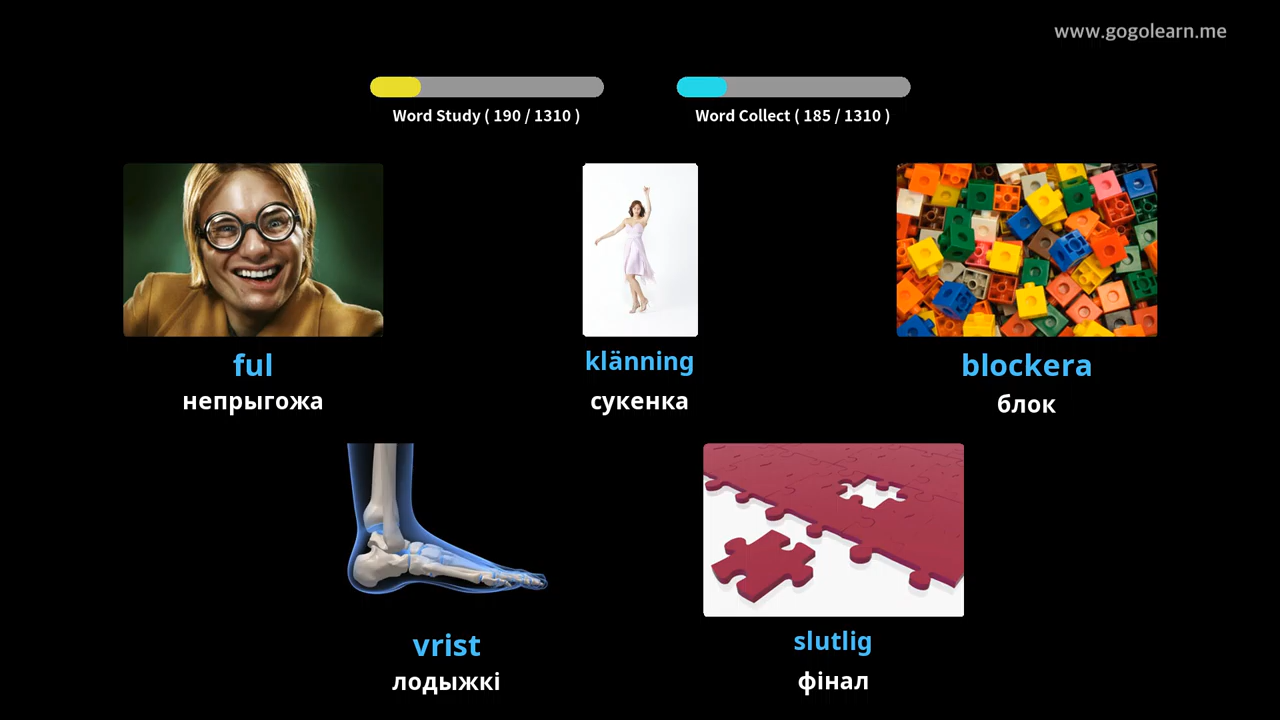 www.gogolearn.me
Word Study ( 190 / 1310 )
Word Collect ( 185 / 1310 )
ful
непрыгожа
klänning
сукенка
blockera
блок
vrist
лодыжкі
slutlig
фінал